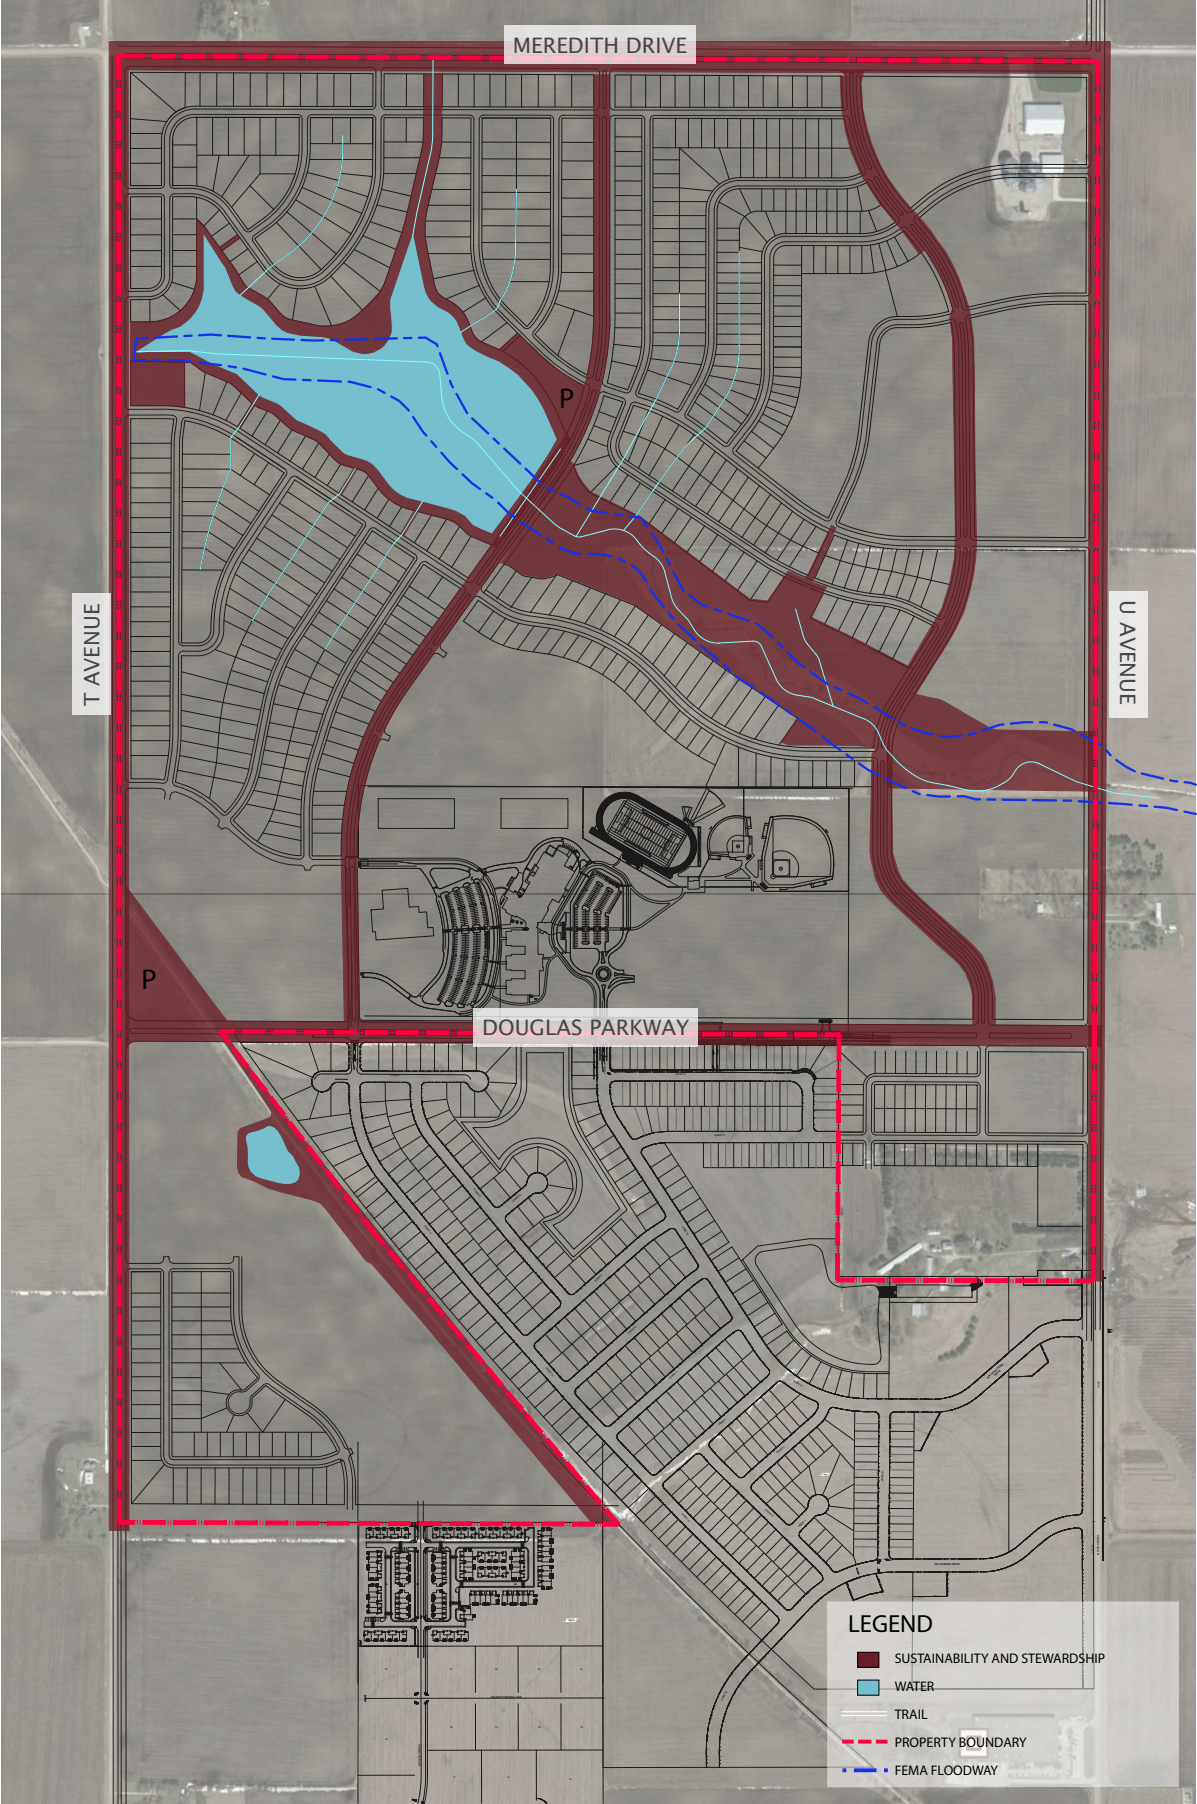 MEREDITH DRIVE
P
T AVENUE
U AVENUE
P
DOUGLAS PARKWAY
LEGEND
SUSTAINABILITY AND STEWARDSHIP
WATER
TRAIL
PROPERTY BOUNDARY
FEMA FLOODWAY